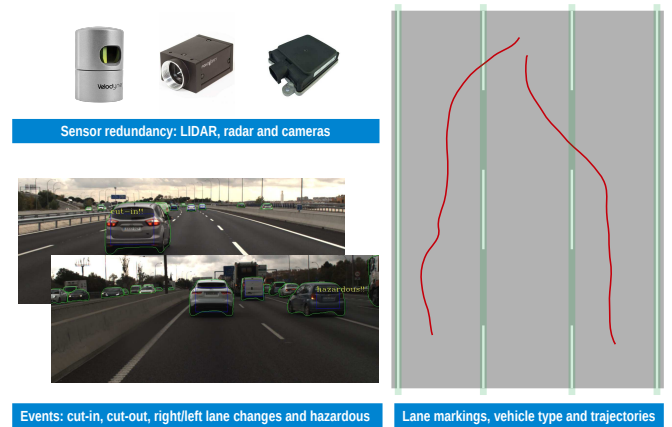 Velodyne
Sensor redundancy: LIDAR, radar and cameras
cut-in!!
hazardous!!
Events: cut-in, cut-out, right/left lane changes and hazardous
Lane markings, vehicle type and trajectories